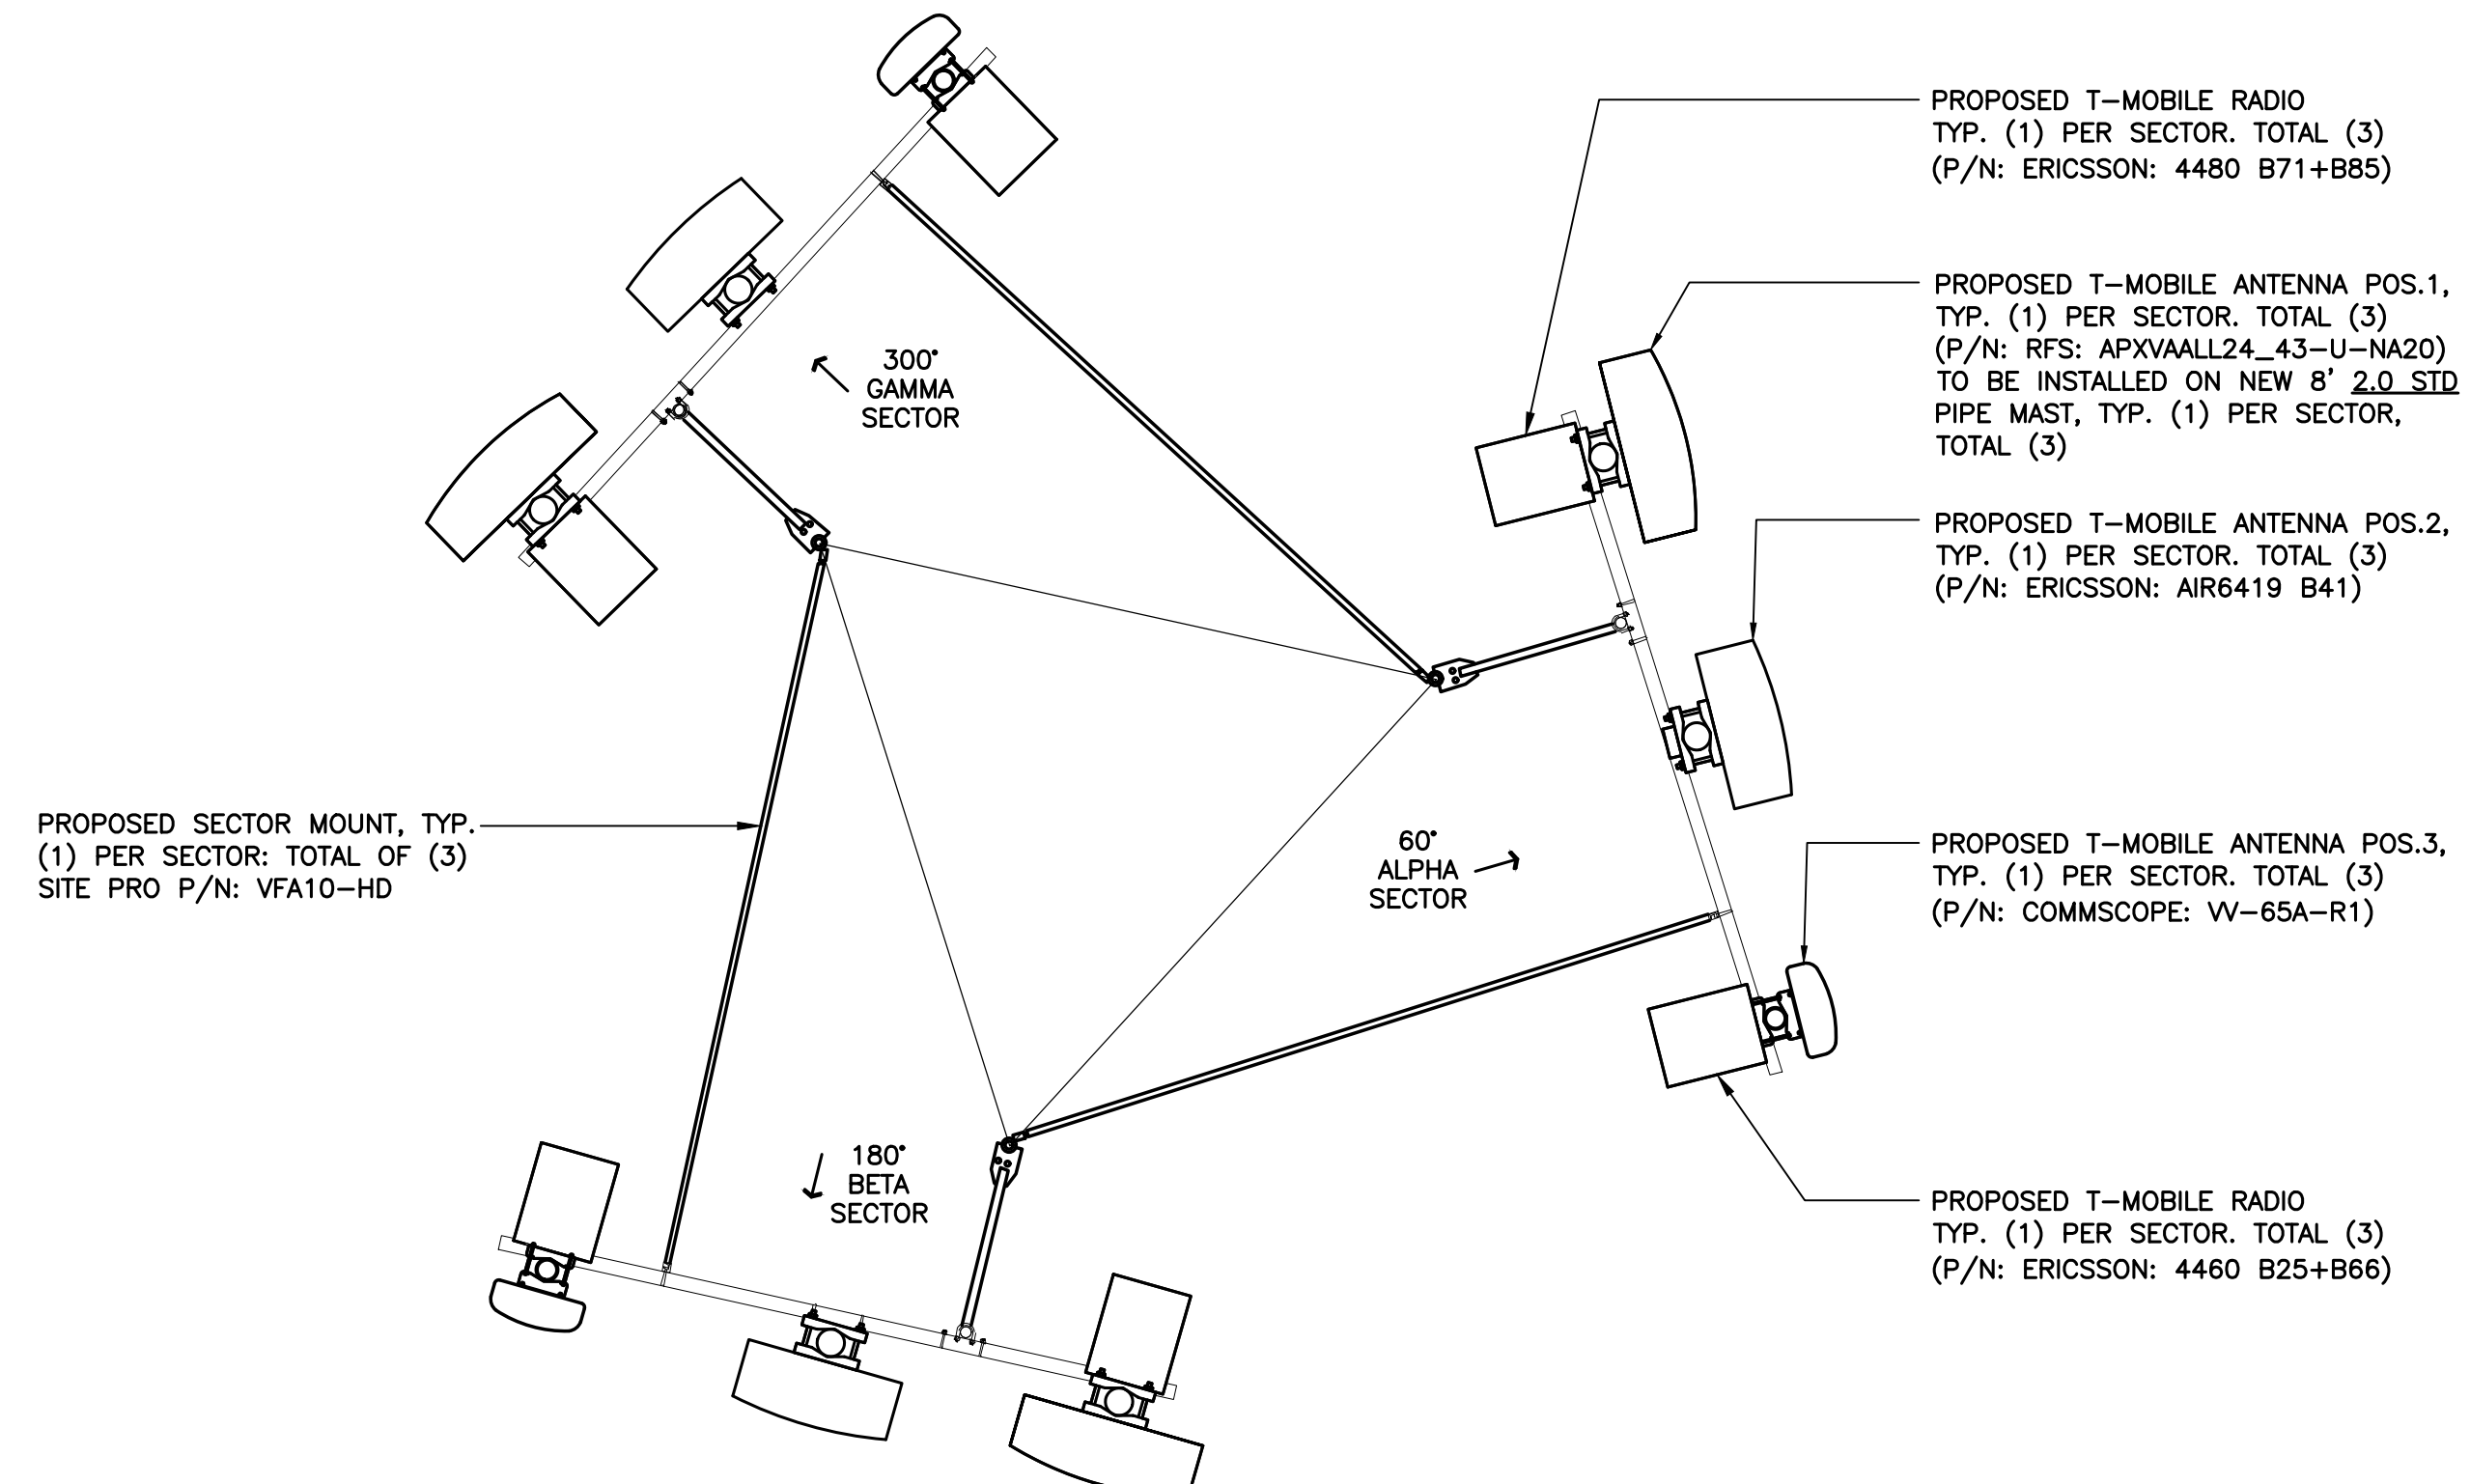 PROPOSED T-MOBILE RADIO
TYP. (1) PER SECTOR. TOTAL (3)
(P/N: ERICSSON: 4480 B71+B85)
PROPOSED T-MOBILE ANTENNA POS.1,
TYP. (1) PER SECTOR. TOTAL (3)
(P/N: RFS: APXVAALL24_43-U-NA20)
TO BE INSTALLED ON NEW 8' 2.0 STD
PIPE MAST, TYP. (1) PER SECTOR,
TOTAL (3)
300°
GAMMA
SECTOR
PROPOSED T-MOBILE ANTENNA POS.2,
TYP. (1) PER SECTOR. TOTAL (3)
(P/N: ERICSSON: AIR6419 B41)
PROPOSED SECTOR MOUNT, TYP.
(1) PER SECTOR: TOTAL OF (3)
SITE PRO P/N: VFA10-HD
60°
ALPHA
SECTOR
PROPOSED T-MOBILE ANTENNA POS.3,
TYP. (1) PER SECTOR. TOTAL (3)
(P/N: COMMSCOPE: VV-65A-R1)
180°
BETA
SECTOR
PROPOSED T-MOBILE RADIO
TYP. (1) PER SECTOR. TOTAL (3)
(P/N: ERICSSON: 4460 B25+B66)